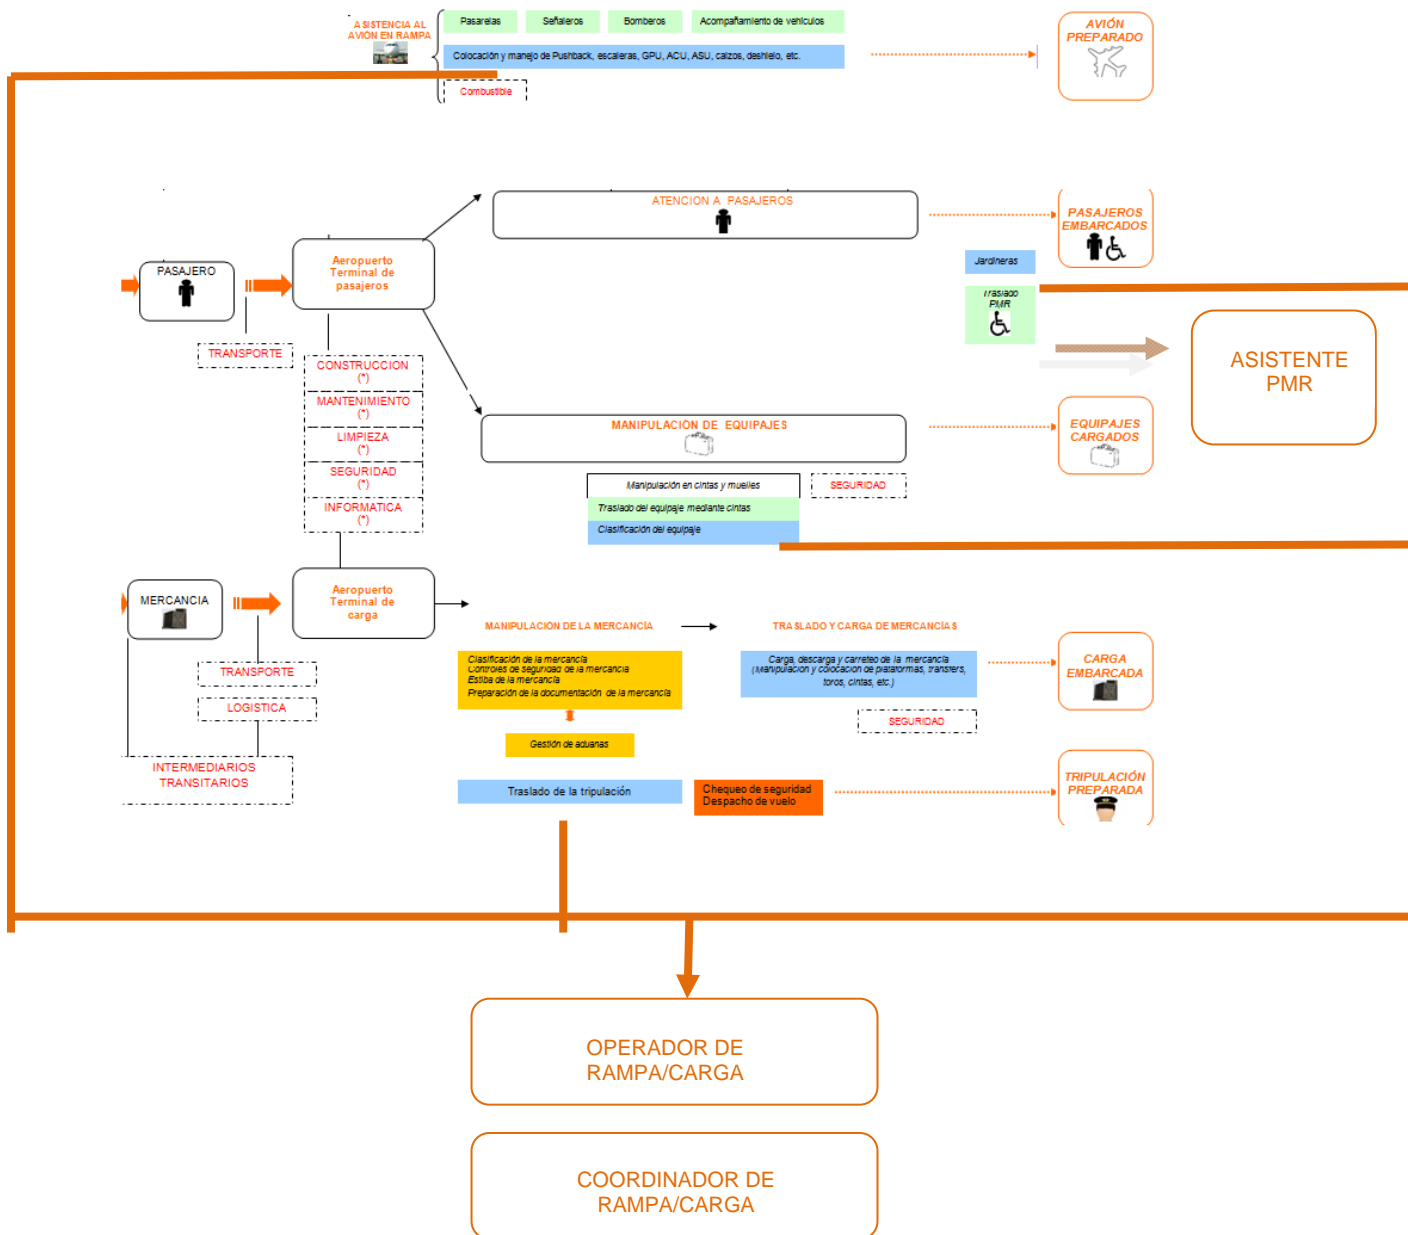 ASISTENCIA AL
AVIÓN EN RAMPA
Pasarelas
Señaleros
Bomberos
Acompañamiento de vehículos
Colocación y manejo de Pushback, escaleras, GPU, ACU, ASU, calzos, deshielo, etc.
Combustible
AVIÓN
PREPARADO
ATENCION A PASAJEROS
PASAJEROS
EMBARCADOS
PASAJERO
Aeropuerto
Terminal de
pasajeros
Jardineras
Traslado
PMR
TRANSPORTE
ASISTENTE
PMR
CONSTRUCCION
(*)
MANTENIMIENTO
(*)
LIMPIEZA
(*)
SEGURIDAD
(*)
INFORMATICA
(*)
MANIPULACIÓN DE EQUIPAJES
EQUIPAJES
CARGADOS
Manipulación en cintas y muelles
SEGURIDAD
Traslado del equipaje mediante cintas
Clasificación del equipaje
MERCANCIA
Aeropuerto
Terminal de
carga
MANIPULACIÓN DE LA MERCANCÍA
TRASLADO Y CARGA DE MERCANCÍAS
Clasificación de la mercancía
Controles de seguridad de la mercancía
Estiba de la mercancía
Preparación de la documentación de la mercancía
Carga, descarga y carreteo de la mercancía
(Manipulación y colocación de plataformas, transfers,
toros, cintas, etc.)
CARGA
EMBARCADA
TRANSPORTE
LOGISTICA
SEGURIDAD
Gestión de aduanas
INTERMEDIARIOS
TRANSITARIOS
Traslado de la tripulación
Chequeo de seguridad
Despacho de vuelo
TRIPULACIÓN
PREPARADA
OPERADOR DE
RAMPA/CARGA
COORDINADOR DE
RAMPA/CARGA